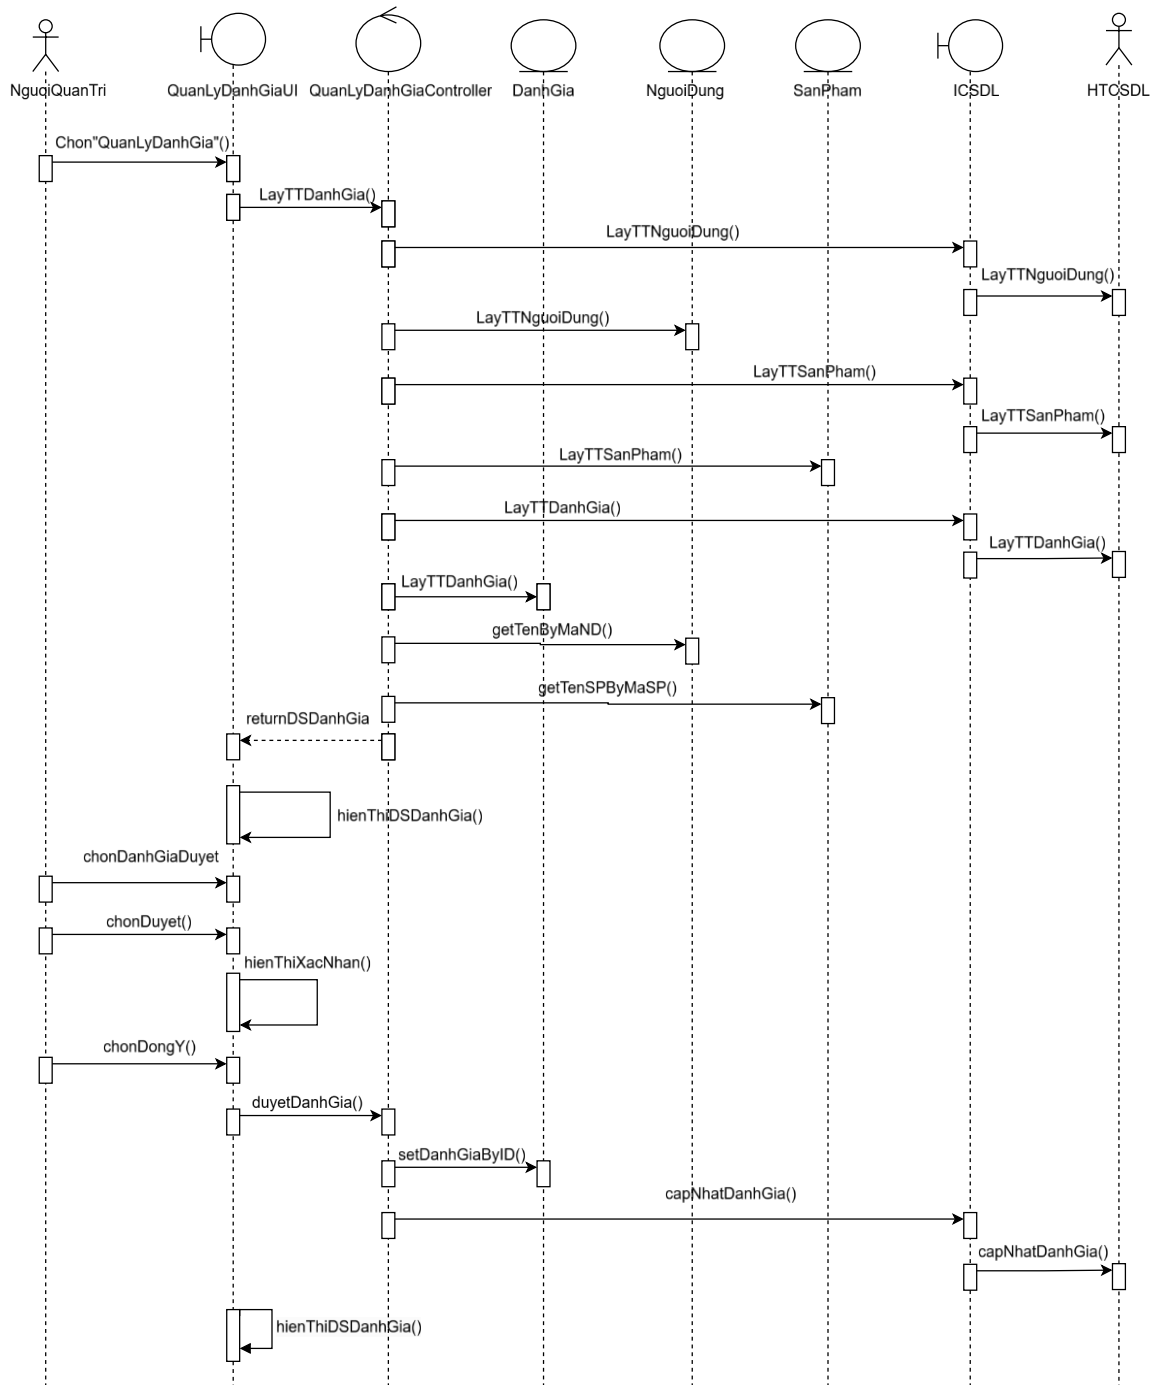 NguoiQuanTri
QuanLyDanhGiaUI
QuanLyDanhGiaController
DanhGia
NguoiDung
SanPham
ICSDL
HTCSDL
Chon"QuanLyDanhGia"()
LayTTDanhGia()
LayTTNguoiDung()
LayTTNguoiDung()
LayTTNguoiDung()
LayTTSanPham()
LayTTSanPham()
LayTTSanPham()
LayTTDanhGia()
LayTTDanhGia()
LayTTDanhGia()
getTenByMaND()
getTenSPByMaSP()
returnDSDanhGia
hienThiDSDanhGia()
chonDanhGiaDuyet
chonDuyet()
hienThiXacNhan()
chonDongY()
duyetDanhGia()
setDanhGiaByID()
capNhatDanhGia()
capNhatDanhGia()
hienThiDSDanhGia()